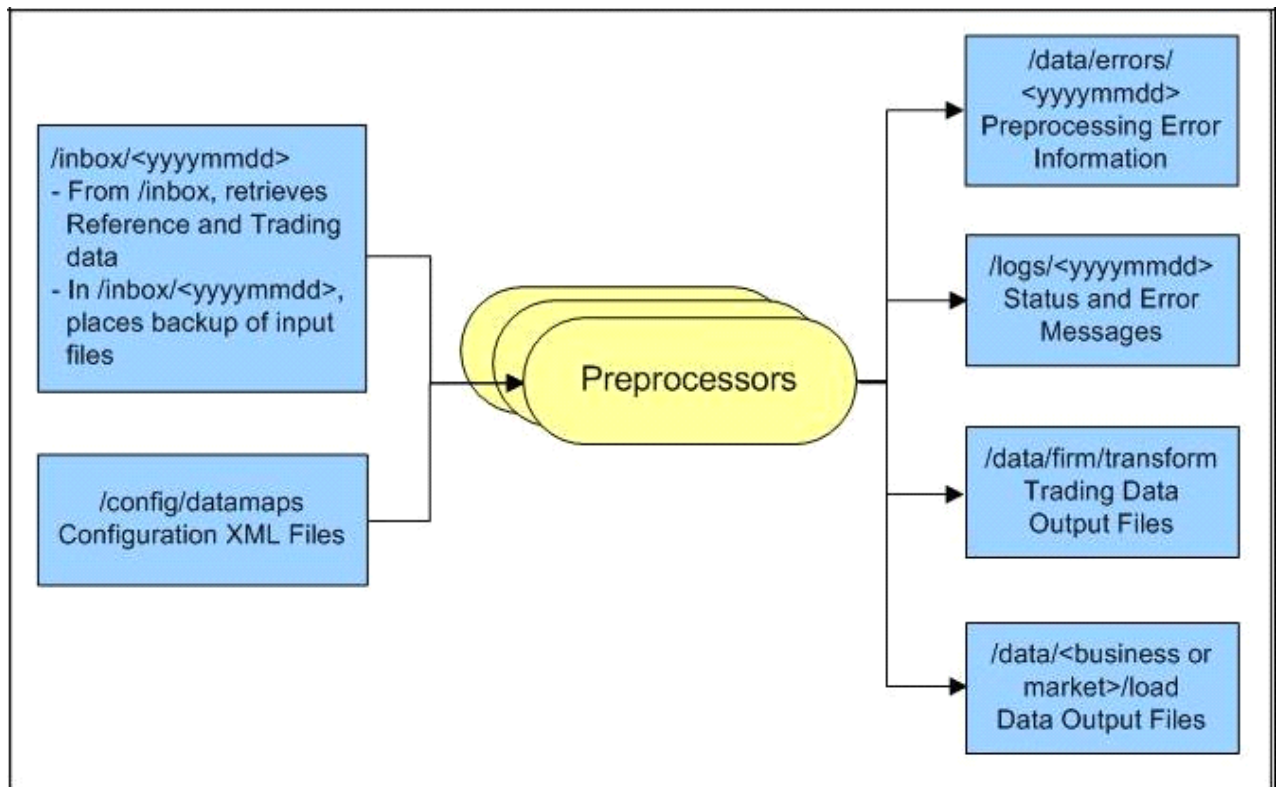 /inbox/<yyyymmdd>
- From /inbox, retrieves
Reference and Trading
data
- In /inbox/<yyyymmdd>,
places backup of input
files
/config/datamaps
Configuration XML Files
Preprocessors
/data/errors/
<yyyymmdd>
Preprocessing Error
Information
/logs/<yyyymmdd>
Status and Error
Messages
/data/firm/transform
Trading Data
Output Files
/data/<business or
market>/load
Data Output Files